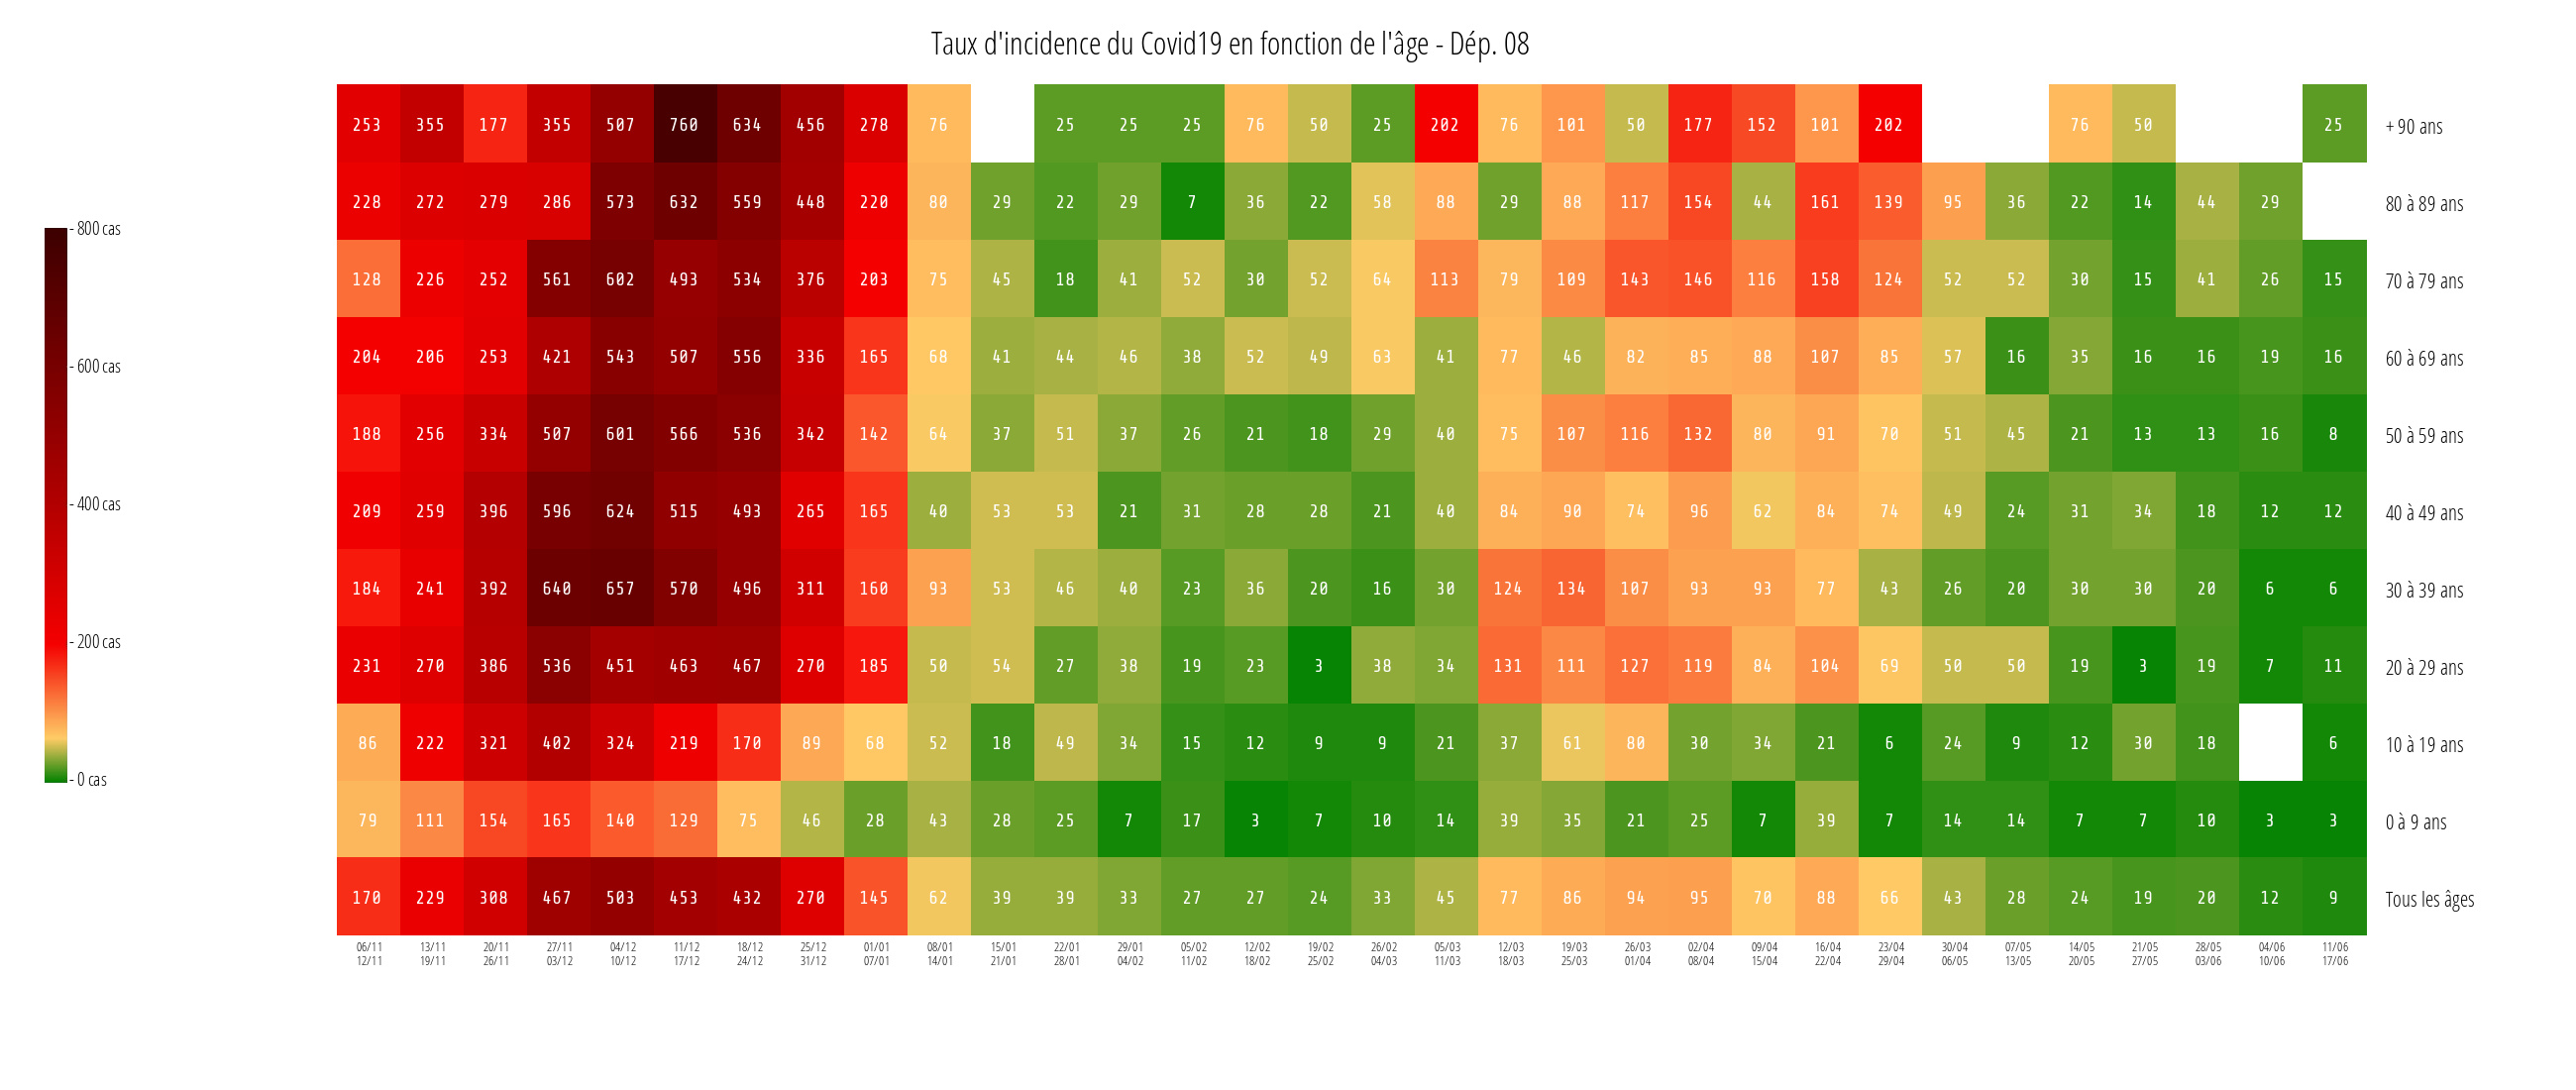 Taux d'incidence du Covid19 en fonction de l'âge - Dép. 08
253 355 177 355 507 760 634 456 278 76 25 25 25 76 50 25 202 76 101 50 177 152 101 202 76 50 25 + 90 ans
228 272 279 286 573 632 559 448 220 80 29 22 29 7 36 22 58 88 29 88 117 154 44 161 139 95 36 22 14 44 29 80 à 89 ans
128 226 252 561 602 493 534 376 203 75 45 18 41 52 30 52 64 113 79 109 143 146 116 158 124 52 52 30 15 41 26 15 70 à 79 ans
204 206 253 421 543 507 556 336 165 68 41 44 46 38 52 49 63 41 77 46 82 85 88 107 85 57 16 35 16 16 19 16 60 à 69 ans
188 256 334 507 601 566 536 342 142 64 37 51 37 26 21 18 29 40 75 107 116 132 80 91 70 51 45 21 13 13 16 8 50 à 59 ans
209 259 396 596 624 515 493 265 165 40 53 53 21 31 28 28 21 40 84 90 74 96 62 84 74 49 24 31 34 18 12 12 40 à 49 ans
184 241 392 640 657 570 496 311 160 93 53 46 40 23 36 20 16 30 124 134 107 93 93 77 43 26 20 30 30 20 6 6 30 à 39 ans
231 270 386 536 451 463 467 270 185 50 54 27 38 19 23 3 38 34 131 111 127 119 84 104 69 50 50 19 3 19 7 11 20 à 29 ans
86 222 321 402 324 219 170 89 68 52 18 49 34 15 12 9 9 21 37 61 80 30 34 21 6 24 9 12 30 18 6 10 à 19 ans
79 111 154 165 140 129 75 46 28 43 28 25 7 17 3 7 10 14 39 35 21 25 7 39 7 14 14 7 7 10 3 3 0 à 9 ans
170 229 308 467 503 453 432 270 145 62 39 39 33 27 27 24 33 45 77 86 94 95 70 88 66 43 28 24 19 20 12 9 Tous les âges
06/11 13/11 20/11 27/11 04/12 11/12 18/12 25/12 01/01 08/01 15/01 22/01 29/01 05/02 12/02 19/02 26/02 05/03 12/03 19/03 26/03 02/04 09/04 16/04 23/04 30/04 07/05 14/05 21/05 28/05 04/06 11/06
12/11 19/11 26/11 03/12 10/12 17/12 24/12 31/12 07/01 14/01 21/01 28/01 04/02 11/02 18/02 25/02 04/03 11/03 18/03 25/03 01/04 08/04 15/04 22/04 29/04 06/05 13/05 20/05 27/05 03/06 10/06 17/06
- 800 cas
- 600 cas
- 400 cas
- 200 cas
- 0 cas